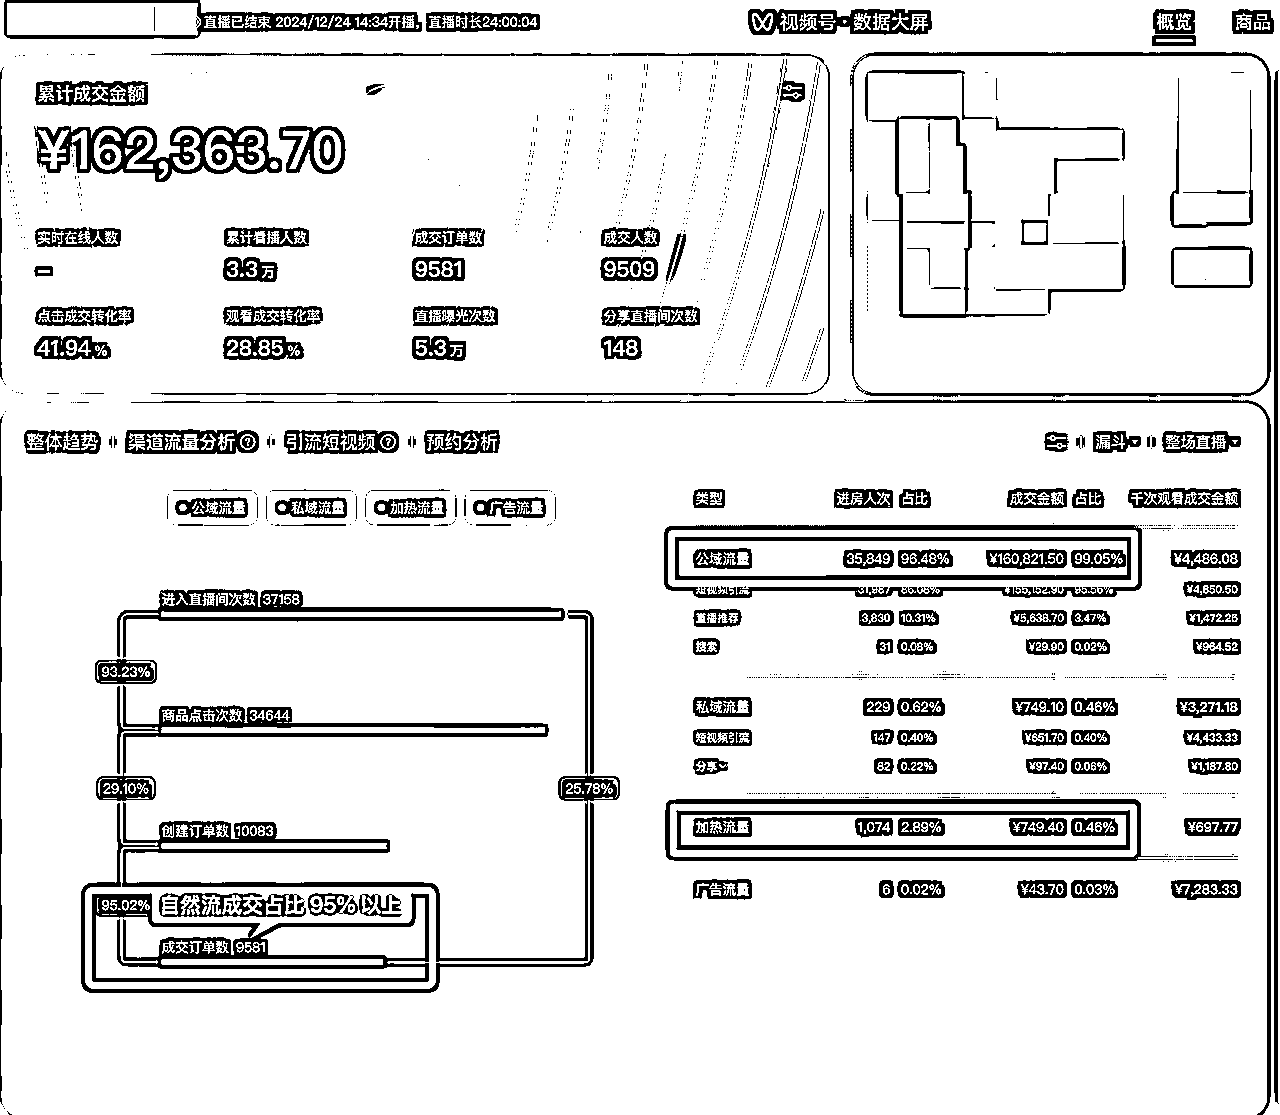 直播已结束 2024/12/24 14:34开播，直播时长24:00:04
视频号·数据大屏
概览 商品
累计成交金额
¥162,363.70
实时在线人数 累计看播人数 成交订单数 成交人数
– 3.3万 9581 9509
点击成交转化率 观看成交转化率 直播曝光次数 分享直播间次数
41.94% 28.85% 5.3万 148
整体趋势 渠道流量分析 引流短视频 预约分析
漏斗 整场直播
公域流量 私域流量 加热流量 广告流量
类型 进房人次 占比 成交金额 占比 千次观看成交金额
公域流量 35,849 96.48% ¥160,821.50 99.05% ¥4,486.08
短视频引流 31,987 86.08% ¥155,152.90 95.56% ¥4,850.50
直播推荐 3,830 10.31% ¥5,638.70 3.47% ¥1,472.25
搜索 31 0.08% ¥29.90 0.02% ¥964.52
私域流量 229 0.62% ¥749.10 0.46% ¥3,271.18
短视频引流 147 0.40% ¥651.70 0.40% ¥4,433.33
分享 82 0.22% ¥97.40 0.06% ¥1,187.80
加热流量 1,074 2.89% ¥749.40 0.46% ¥697.77
广告流量 6 0.02% ¥43.70 0.03% ¥7,283.33
进入直播间次数 37158
93.23%
商品点击次数 34644
29.10%
25.78%
创建订单数 10083
95.02%
自然流成交占比 95% 以上
成交订单数 9581